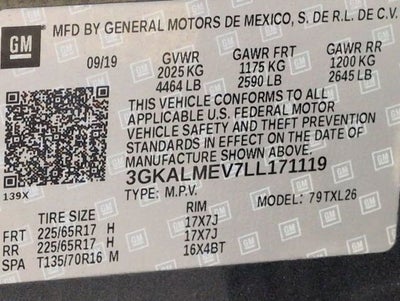 GM
MFD BY GENERAL MOTORS DE MEXICO, S. DE R.L. DE C.V.
09/19
GVWR GAWR FRT GAWR RR
2025 KG 1175 KG 1200 KG
4464 LB 2590 LB 2645 LB
THIS VEHICLE CONFORMS TO ALL
APPLICABLE U.S. FEDERAL MOTOR
VEHICLE SAFETY AND THEFT PREVENTION
STANDARDS IN EFFECT ON THE DATE OF
MANUFACTURE SHOWN ABOVE.
139X
3GKALMEV7LL171119
TYPE: M.P.V. MODEL: 79TXL26
TIRE SIZE RIM
FRT 225/65R17 H 17X7J
RR 225/65R17 H 17X7J
SPA T135/70R16 M 16X4BT